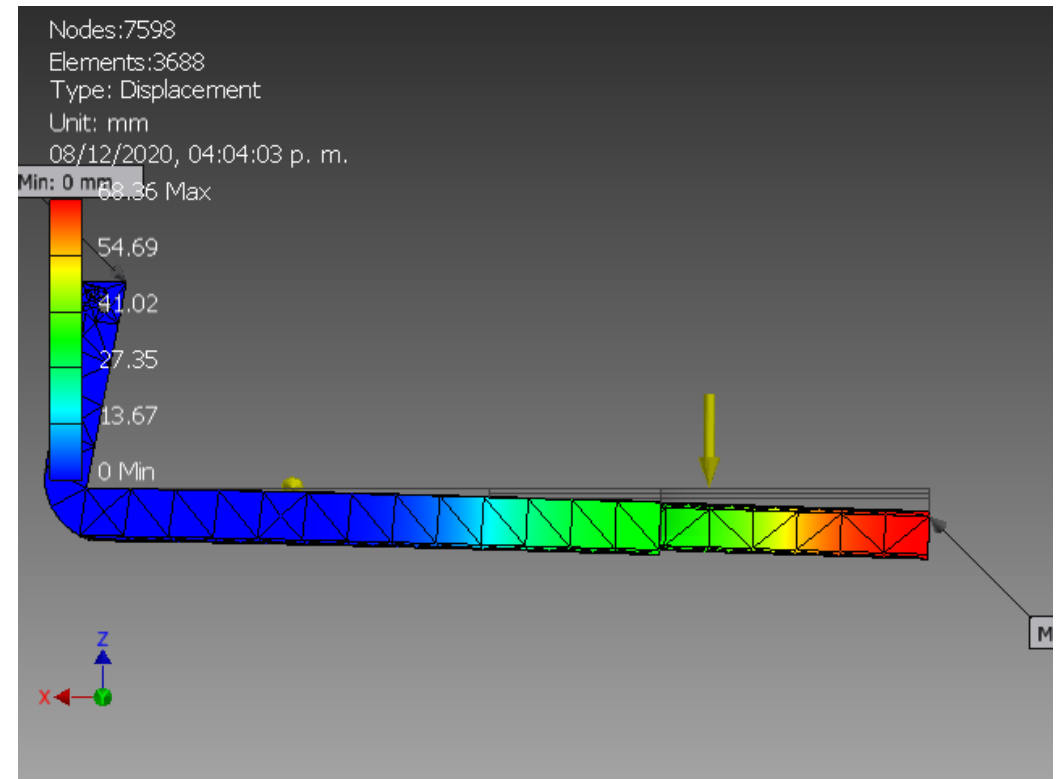 Nodes:7598
Elements:3688
Type: Displacement
Unit: mm
08/12/2020, 04:04:03 p. m.
Min: 0 mm
68.36 Max
54.69
41.02
27.35
13.67
0 Min
M
Z
X